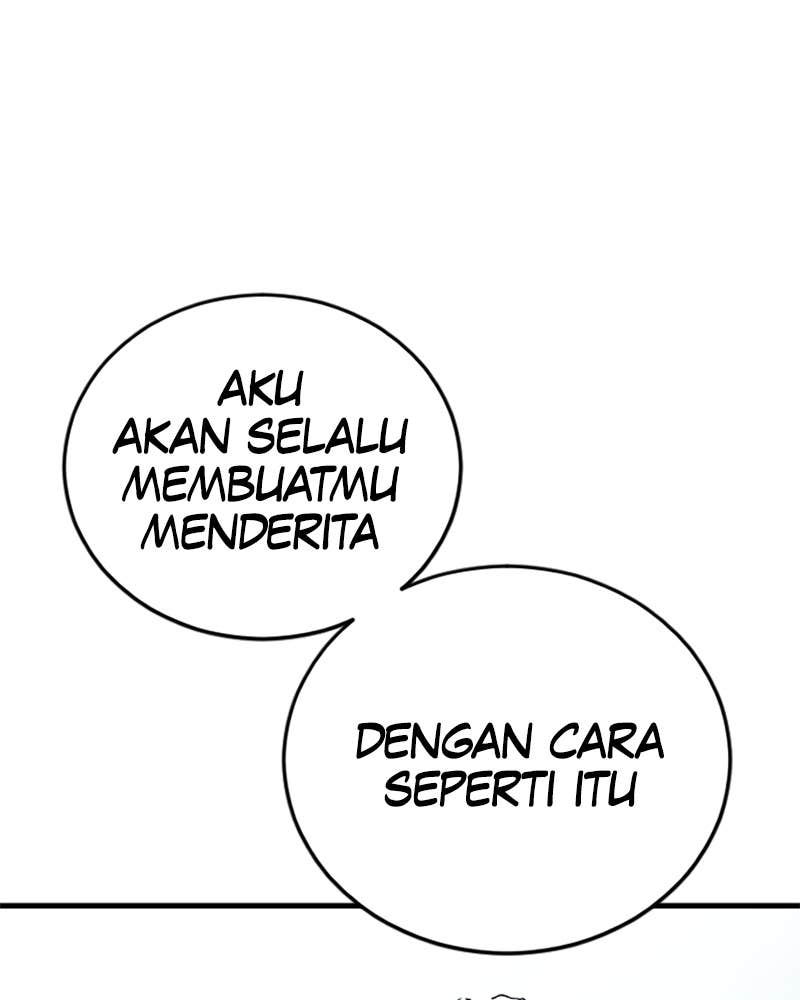 AKU
AKAN SELALU
MEMBUATMU
MENDERITA
DENGAN CARA
SEPERTI ITU